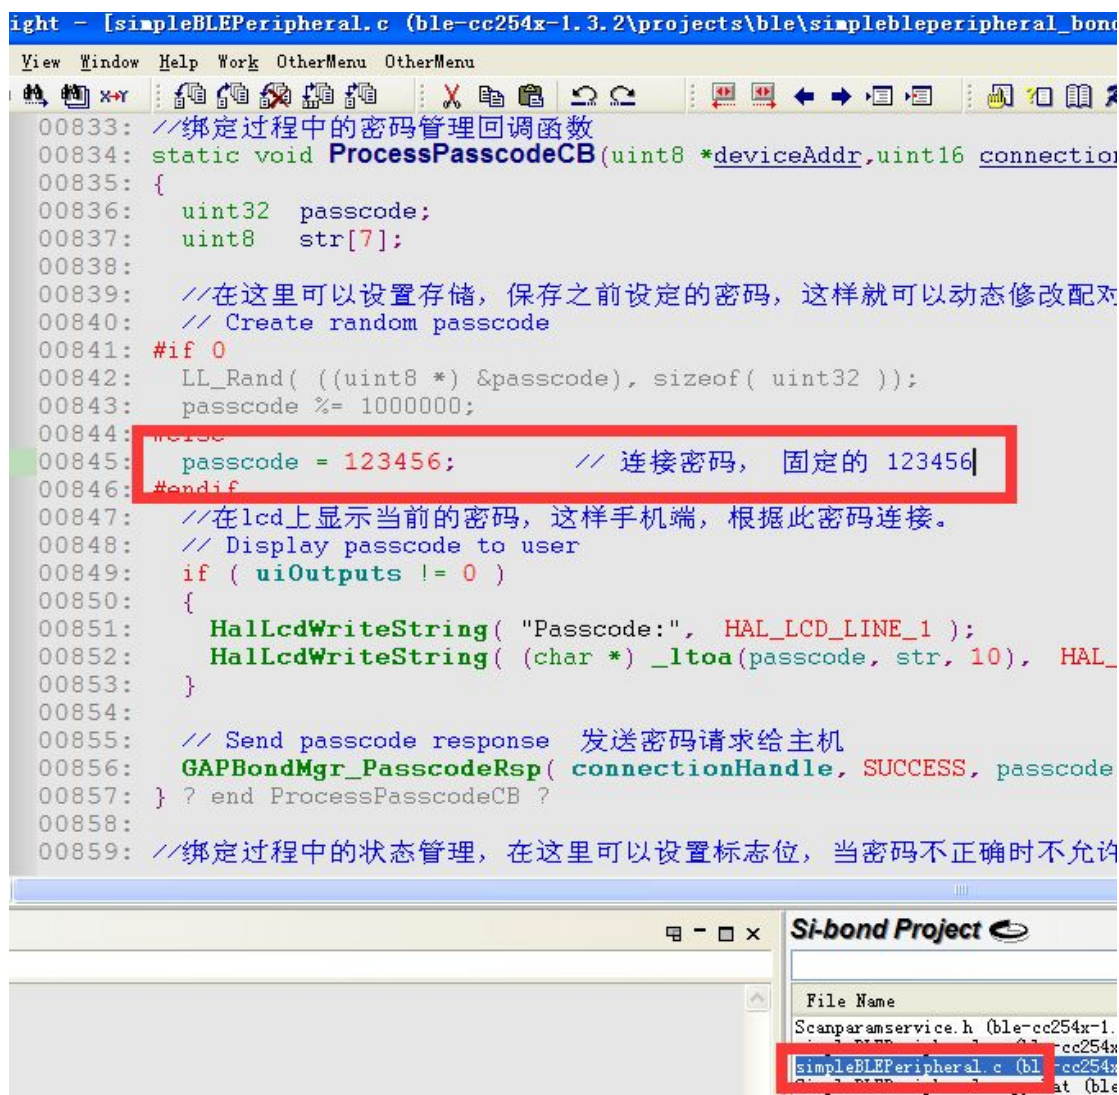 ight - [simpleBLEPeripheral.c (ble-cc254x-1.3.2\projects\ble\simplebleperipheral_bond
View Window Help Work OtherMenu OtherMenu
00833: //绑定过程中的密码管理回调函数
00834: static void ProcessPasscodeCB(uint8 *deviceAddr,uint16 connection
00835: {
00836: uint32 passcode;
00837: uint8 str[7];
00838:
00839: //在这里可以设置存储，保存之前设定的密码，这样就可以动态修改配对
00840: // Create random passcode
00841: #if 0
00842: LL_Rand( ((uint8 *) &passcode), sizeof( uint32 ));
00843: passcode %= 1000000;
00844: #else
00845: passcode = 123456; // 连接密码， 固定的 123456
00846: #endif
00847: //在lcd上显示当前的密码，这样手机端，根据此密码连接。
00848: // Display passcode to user
00849: if ( uiOutputs != 0 )
00850: {
00851: HalLcdWriteString( "Passcode:", HAL_LCD_LINE_1 );
00852: HalLcdWriteString( (char *) _ltoa(passcode, str, 10), HAL_
00853: }
00854:
00855: // Send passcode response 发送密码请求给主机
00856: GAPBondMgr_PasscodeRsp( connectionHandle, SUCCESS, passcode
00857: } ? end ProcessPasscodeCB ?
00858:
00859: //绑定过程中的状态管理，在这里可以设置标志位，当密码不正确时不允许
Si-bond Project
File Name
Scanparamservice.h (ble-cc254x-1.
simpleBLEPeripheral.c (bl -cc254x